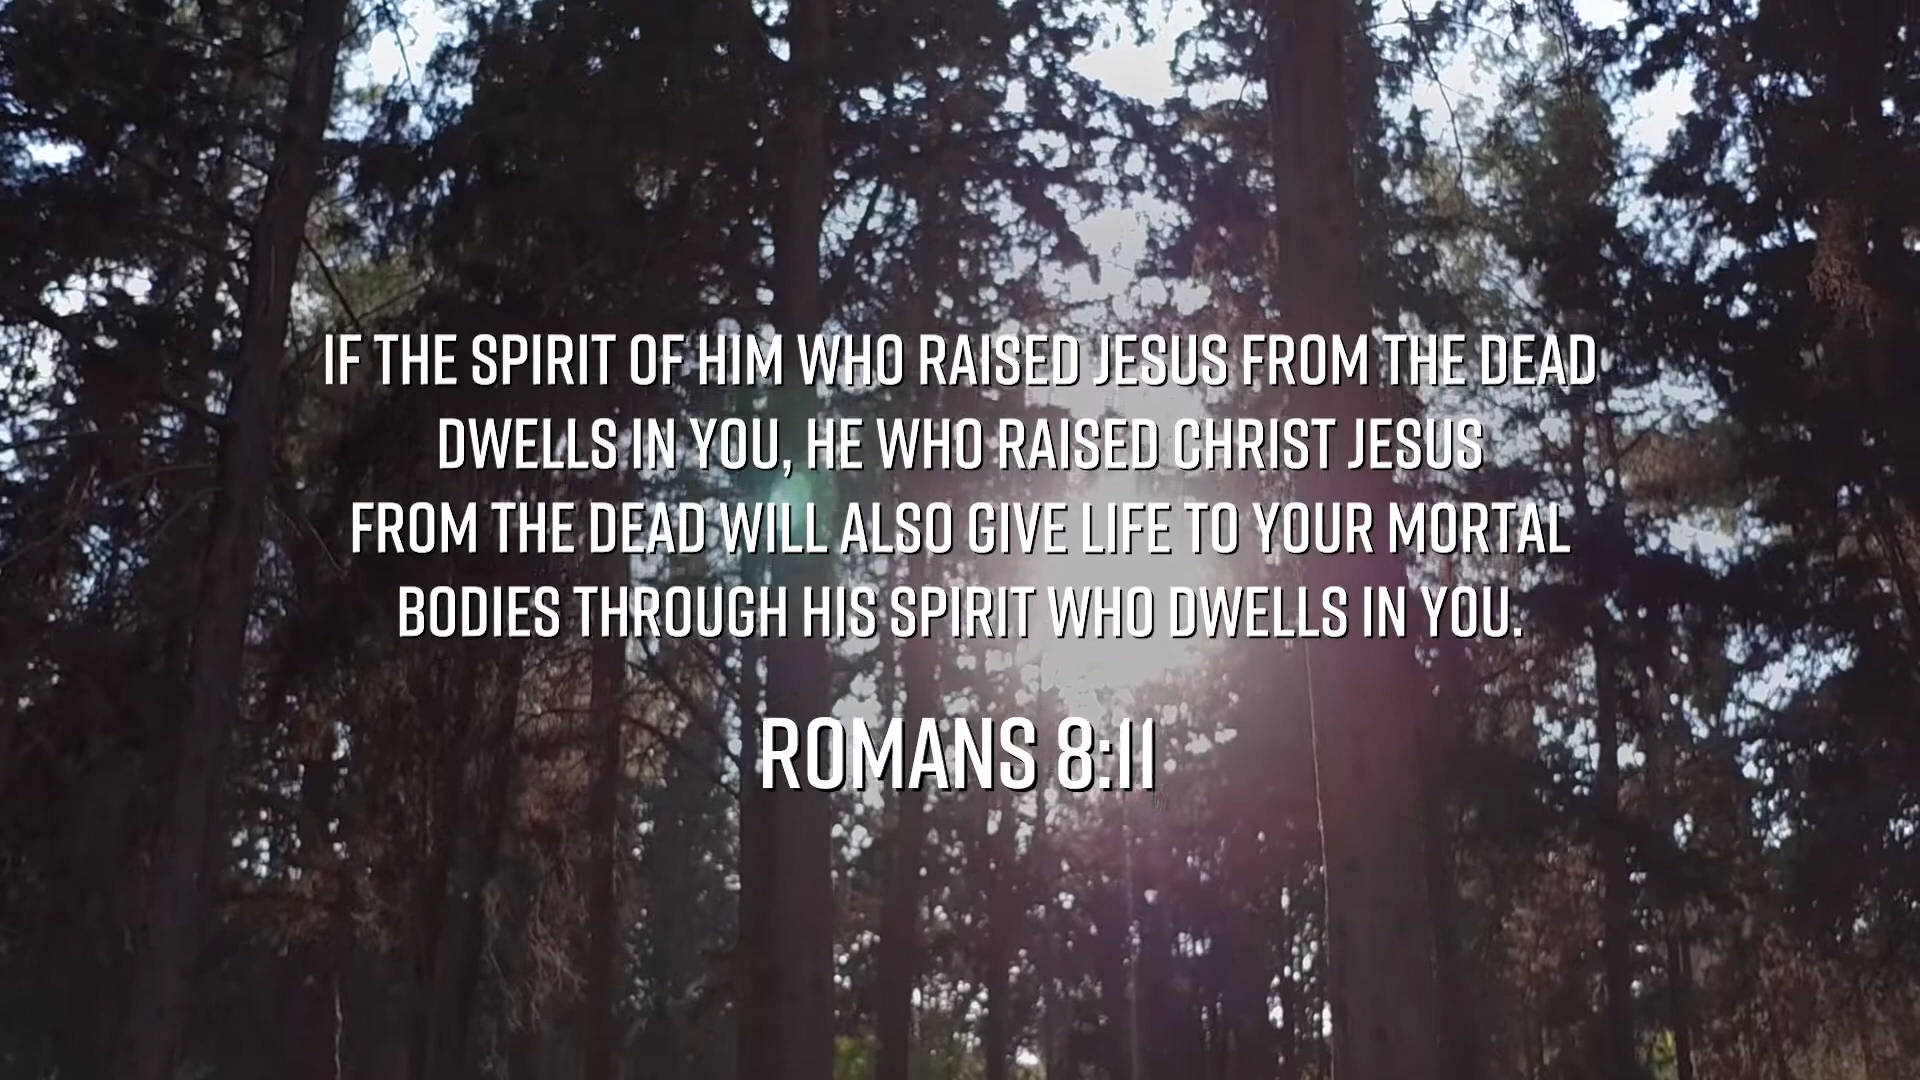 IF THE SPIRIT OF HIM WHO RAISED JESUS FROM THE DEAD
DWELLS IN YOU, HE WHO RAISED CHRIST JESUS
FROM THE DEAD WILL ALSO GIVE LIFE TO YOUR MORTAL
BODIES THROUGH HIS SPIRIT WHO DWELLS IN YOU.
ROMANS 8:11